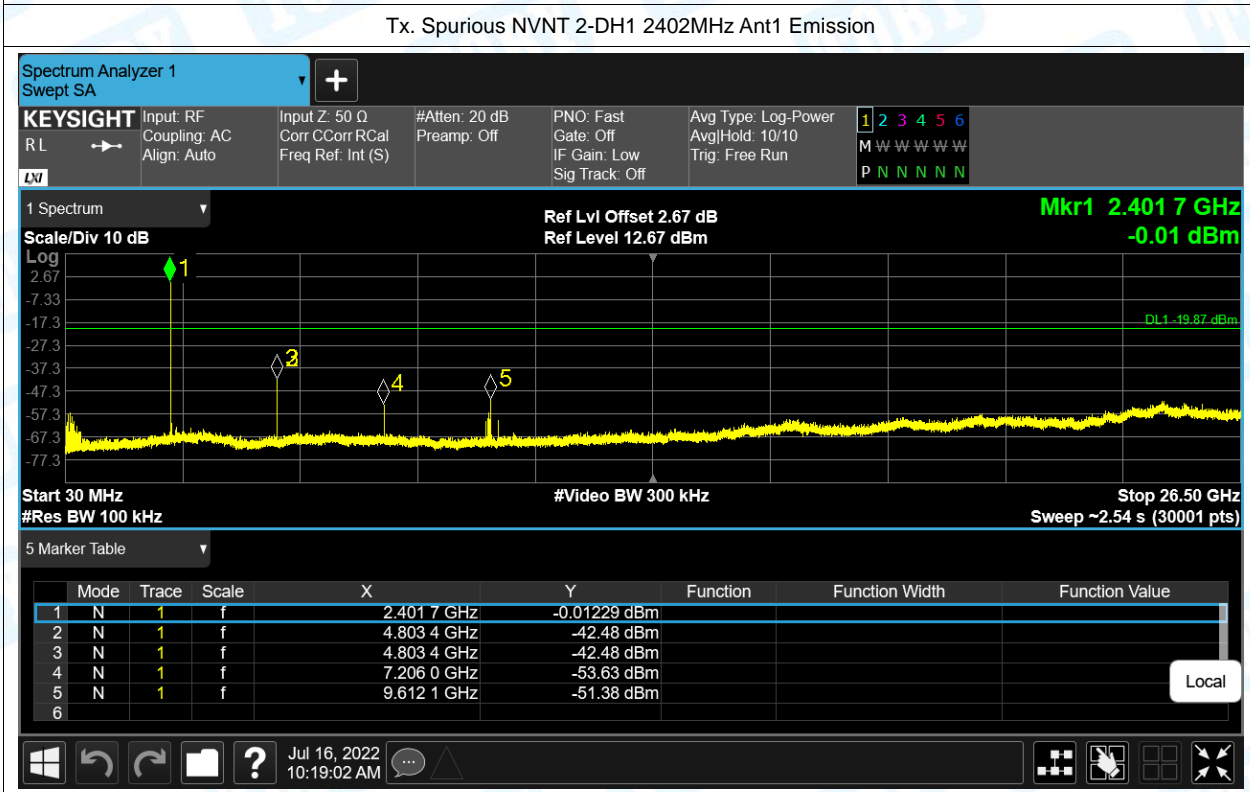 Tx. Spurious NVNT 2-DH1 2402MHz Ant1 Emission
Spectrum Analyzer 1
Swept SA
KEYSIGHT Input: RF Input Z: 50 Ω #Atten: 20 dB PNO: Fast Avg Type: Log-Power 1 2 3 4 5 6
RL Coupling: AC Corr CCorr RCal Preamp: Off Gate: Off Avg|Hold: 10/10 M W W W W W
Align: Auto Freq Ref: Int (S) IF Gain: Low Trig: Free Run
LXI Sig Track: Off P N N N N N
1 Spectrum Ref Lvl Offset 2.67 dB Mkr1 2.401 7 GHz
Scale/Div 10 dB Ref Level 12.67 dBm -0.01 dBm
Log
1
2.67
-7.33
-17.3 DL1 -19.87 dBm
-27.3
-37.3
4 5
-47.3
-57.3
-67.3
-77.3
Start 30 MHz #Video BW 300 kHz Stop 26.50 GHz
#Res BW 100 kHz Sweep ~2.54 s (30001 pts)
5 Marker Table
Mode Trace Scale X Y Function Function Width Function Value
1 N 1 f 2.401 7 GHz -0.01229 dBm
2 N 1 f 4.803 4 GHz -42.48 dBm
3 N 1 f 4.803 4 GHz -42.48 dBm
4 N 1 f 7.206 0 GHz -53.63 dBm
5 N 1 f 9.612 1 GHz -51.38 dBm
6
Local
? Jul 16, 2022
10:19:02 AM